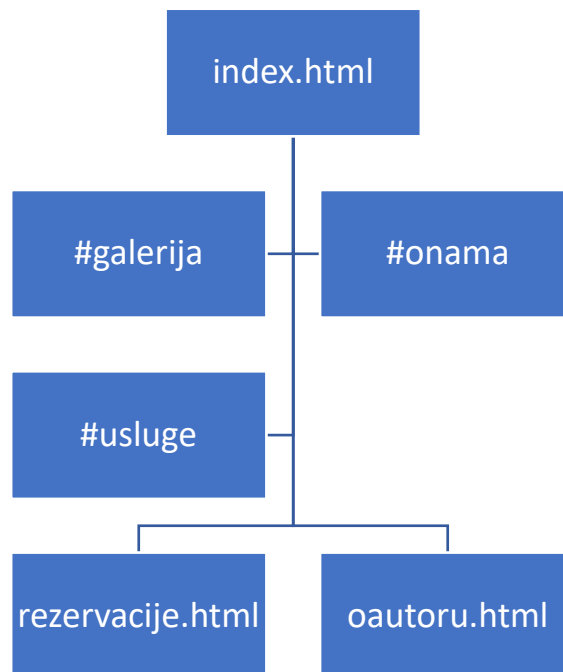 index.html
#galerija
#onama
#usluge
rezervacije.html
oautoru.html